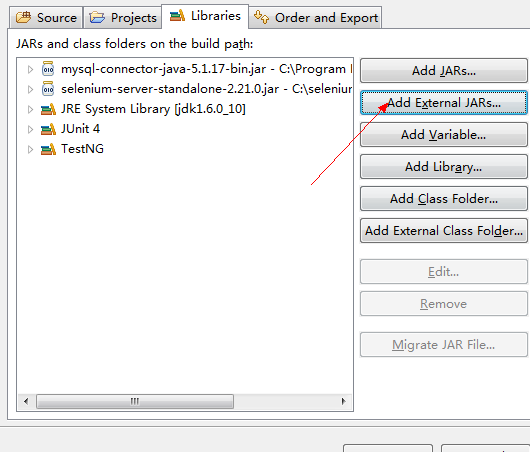 Source Projects Libraries Order and Export
JARs and class folders on the build path:
mysql-connector-java-5.1.17-bin.jar - C:\Program
selenium-server-standalone-2.21.0.jar - C:\seleniu
JRE System Library [jdk1.6.0_10]
JUnit 4
TestNG
Add JARs...
Add External JARs...
Add Variable...
Add Library...
Add Class Folder...
Add External Class Folder...
Edit...
Remove
Migrate JAR File...